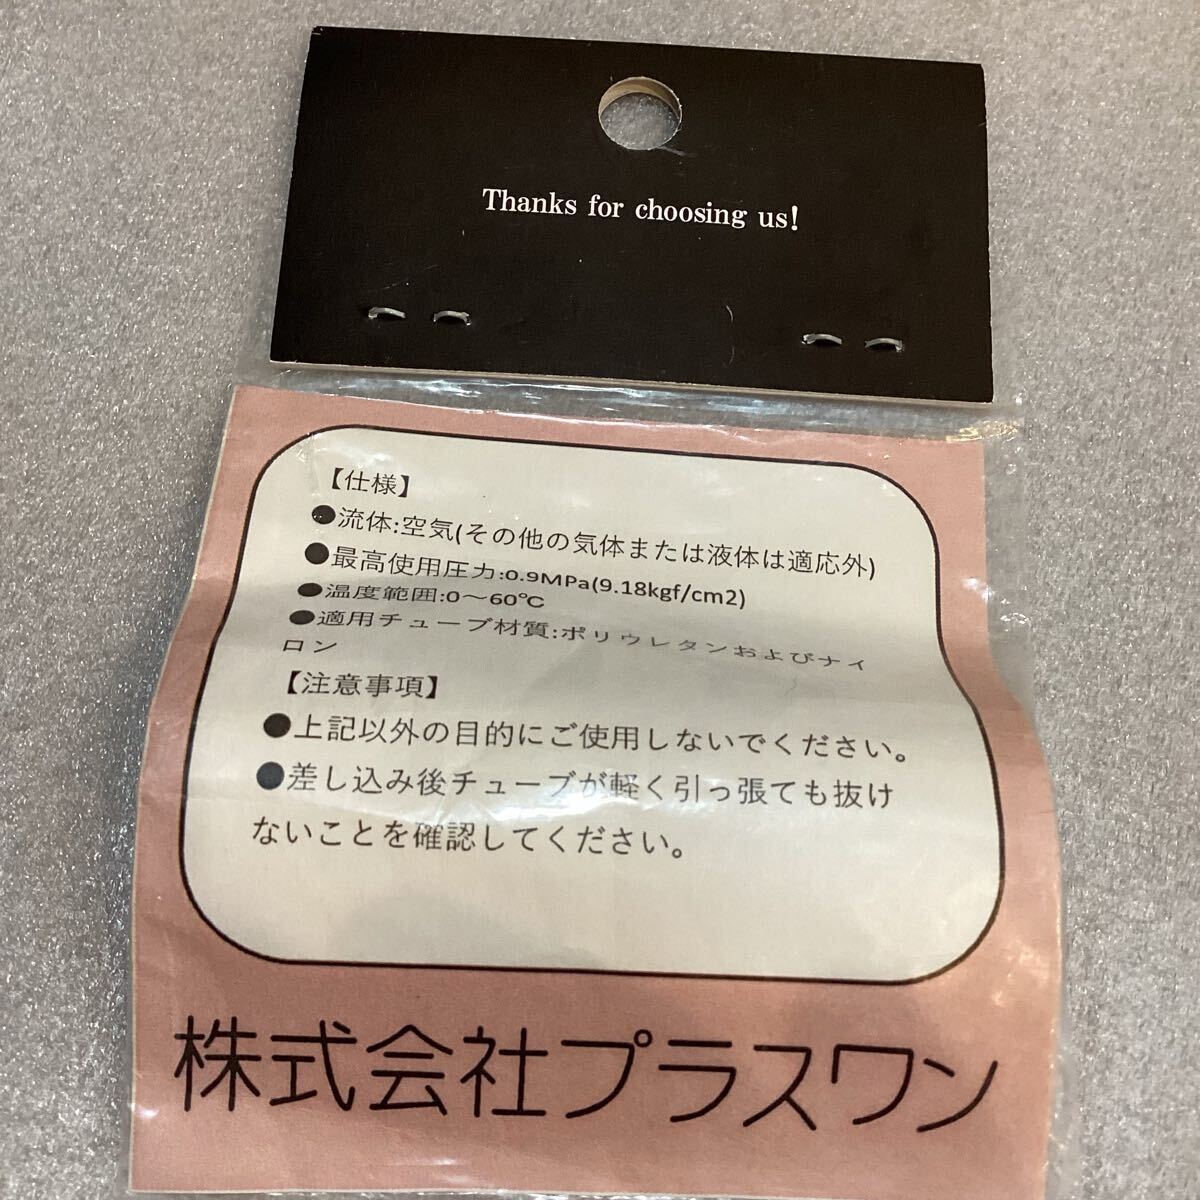 Thanks for choosing us!
【仕様】
●流体:空気(その他の気体または液体は適応外)
●最高使用圧力:0.9MPa(9.18kgf/cm2)
●温度範囲:0～60℃
●適用チューブ材質:ポリウレタンおよびナイ
ロン
【注意事項】
●上記以外の目的にご使用しないでください。
●差し込み後チューブが軽く引っ張ても抜け
ないことを確認してください。
株式会社プラスワン